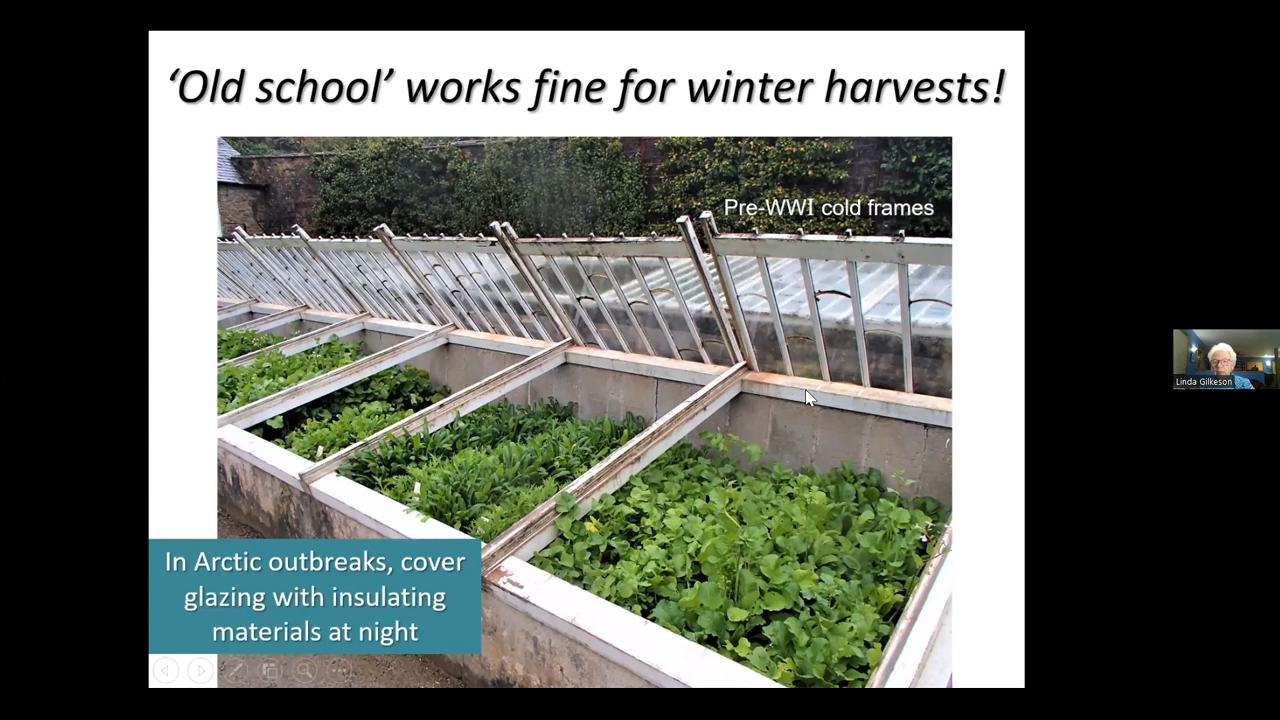 ‘Old school’ works fine for winter harvests!
Pre-WWI cold frames
In Arctic outbreaks, cover
glazing with insulating
materials at night
Linda Gilkeson